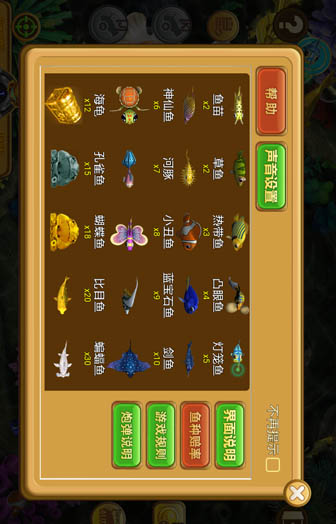 帮助
声音设置
鱼苗 草鱼 热带鱼 凸眼鱼 灯笼鱼
x2 x2 x3 x4 x5
神仙鱼 河豚 小丑鱼 蓝宝石鱼 剑鱼
x6 x7 x8 x9 x10
海龟 孔雀鱼 蝴蝶鱼 比目鱼 蝙蝠鱼
x12 x15 x18 x20 x30
不再提示
界面说明
鱼种赔率
游戏规则
炮弹说明